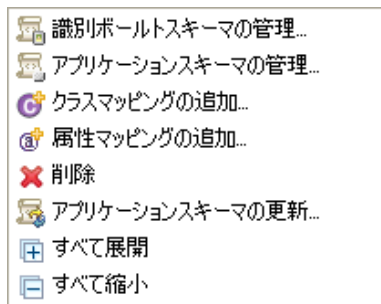 識別ボールトスキーマの管理...
アプリケーションスキーマの管理...
クラスマッピングの追加...
属性マッピングの追加...
削除
アプリケーションスキーマの更新...
すべて展開
すべて縮小